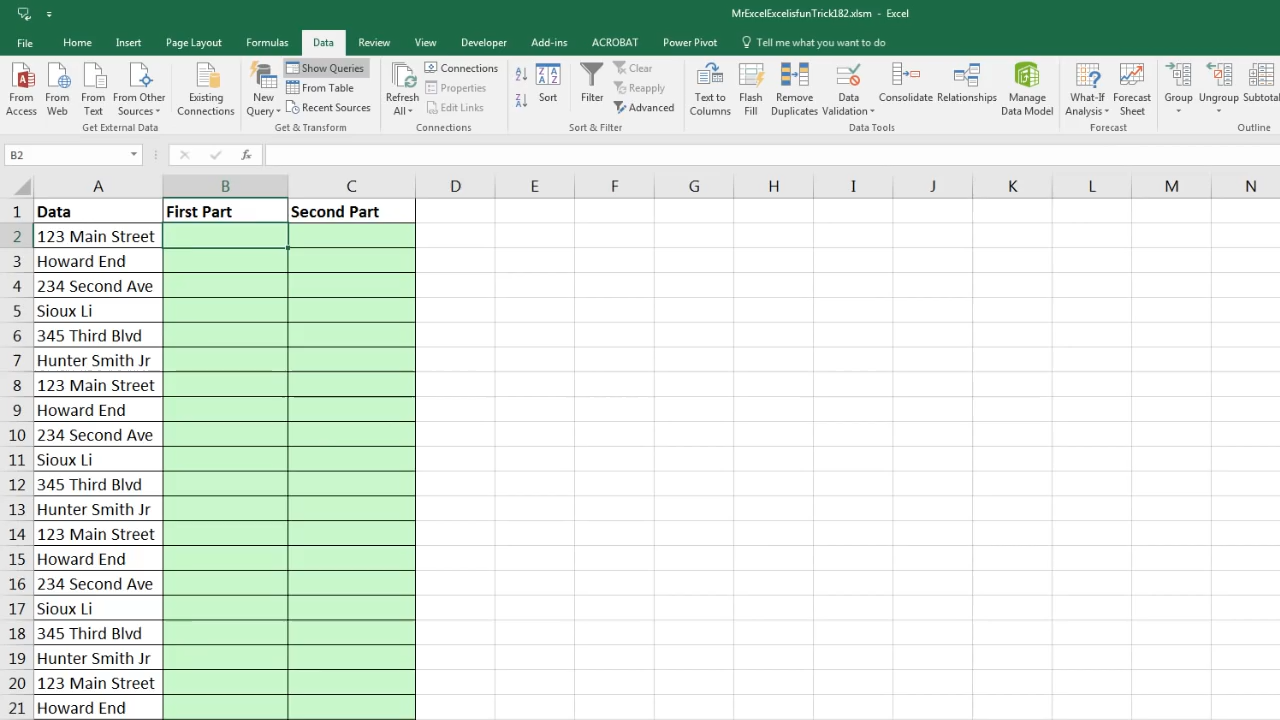 MrExcelExcelisfunTrick182.xlsm - Excel
File Home Insert Page Layout Formulas Data Review View Developer Add-ins ACROBAT Power Pivot Tell me what you want to do
From Access
From Web
From Text
From Other Sources
Get External Data
Existing Connections
New Query
Show Queries
From Table
Recent Sources
Get & Transform
Refresh All
Connections
Properties
Edit Links
Connections
Sort
Filter
Clear
Reapply
Advanced
Sort & Filter
Text to Columns
Flash Fill
Remove Duplicates
Data Validation
Consolidate
Relationships
Manage Data Model
Data Tools
What-If Analysis
Forecast Sheet
Forecast
Group
Ungroup
Subtotal
Outline
B2 fx
A B C D E F G H I J K L M N
1 Data First Part Second Part
2 123 Main Street
3 Howard End
4 234 Second Ave
5 Sioux Li
6 345 Third Blvd
7 Hunter Smith Jr
8 123 Main Street
9 Howard End
10 234 Second Ave
11 Sioux Li
12 345 Third Blvd
13 Hunter Smith Jr
14 123 Main Street
15 Howard End
16 234 Second Ave
17 Sioux Li
18 345 Third Blvd
19 Hunter Smith Jr
20 123 Main Street
21 Howard End